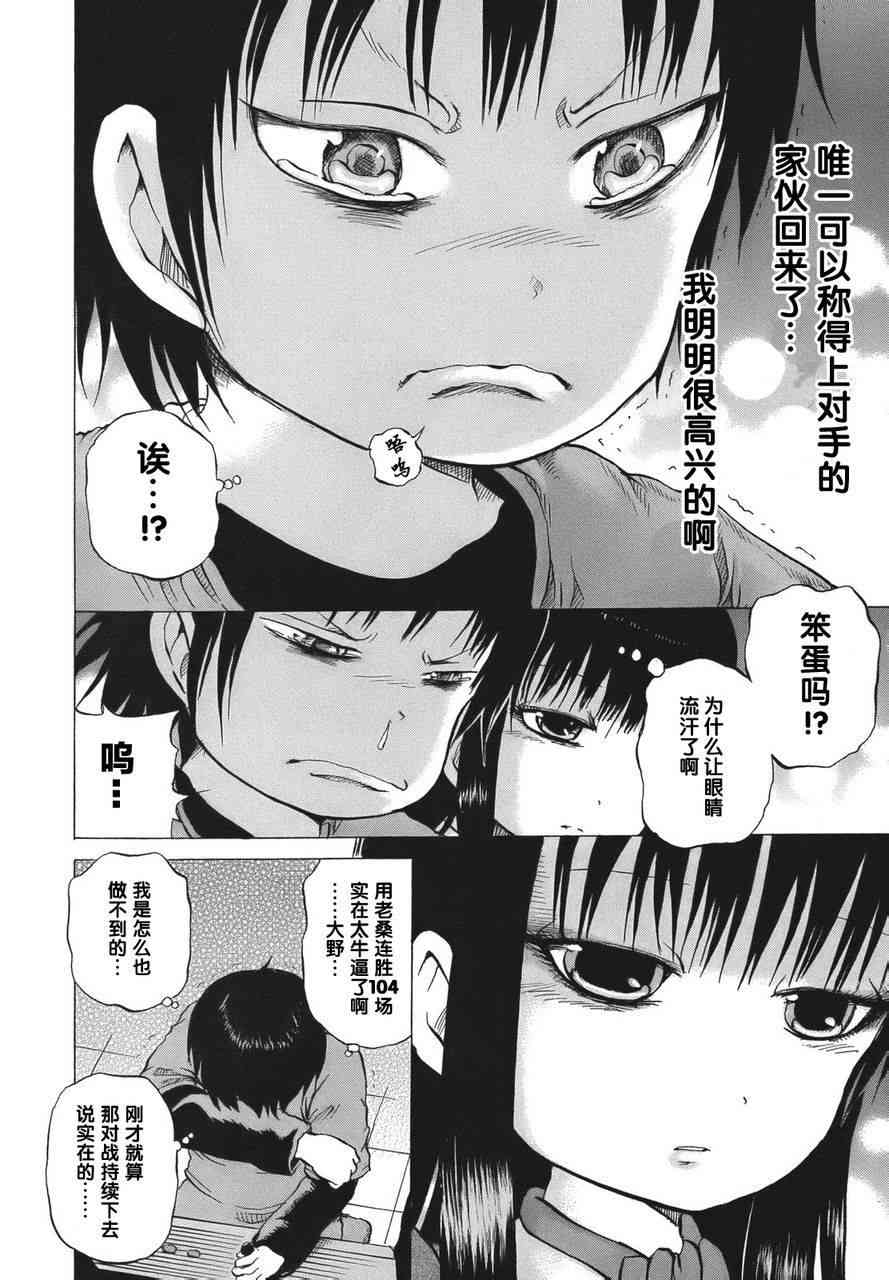 唯一可以称得上对手的
家伙回来了…
我明明很高兴的啊
唔呜
诶…
!?
笨蛋吗!?
为什么让眼睛
流汗了啊
呜…
用老桑连胜104场
实在太牛逼了啊
……大野…
我是怎么也
做不到的…
刚才就算
那对战持续下去
说实在的…